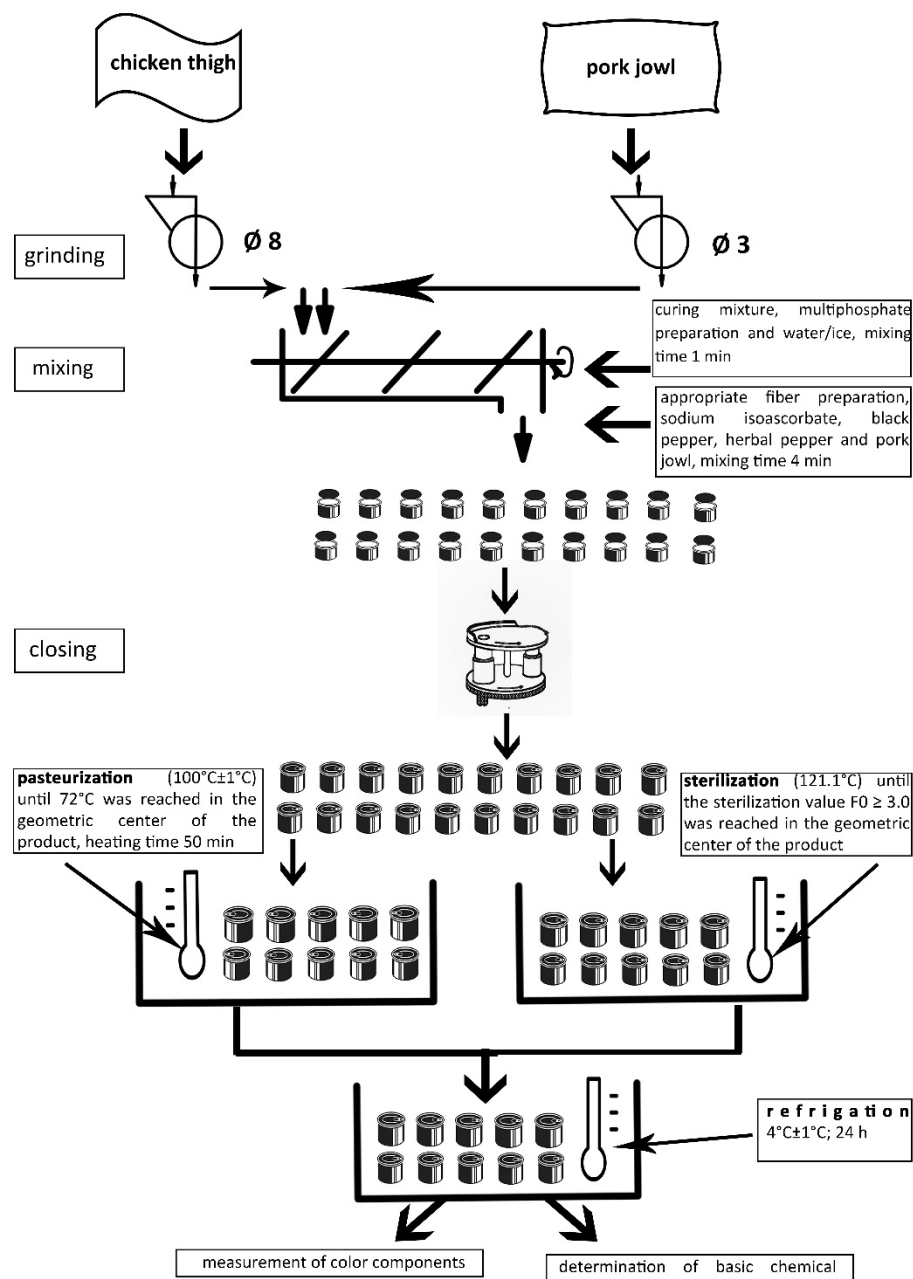 chicken thigh
pork jowl
Ø 8
Ø 3
grinding
curing mixture, multiphosphate
preparation and water/ice, mixing
time 1 min
mixing
appropriate fiber preparation,
sodium isoascorbate, black
pepper, herbal pepper and pork
jowl, mixing time 4 min
closing
pasteurization (100°C±1°C)
until 72°C was reached in the
geometric center of the
product, heating time 50 min
sterilization (121.1°C) until
the sterilization value F0 ≥ 3.0
was reached in the geometric
center of the product
refrigation
4°C±1°C; 24 h
measurement of color components
determination of basic chemical